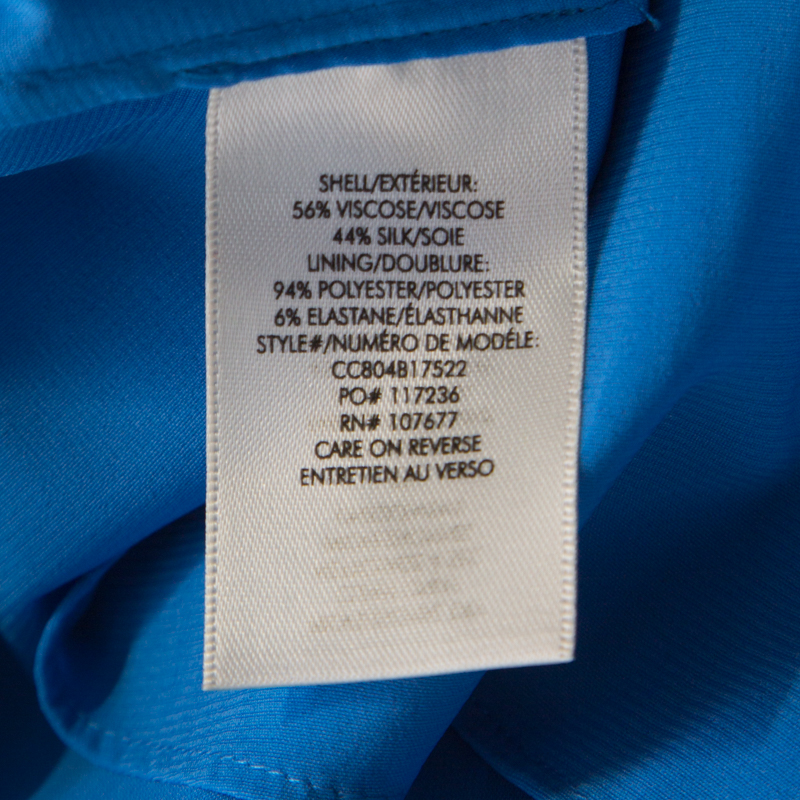 SHELL/EXTÉRIEUR:
56% VISCOSE/VISCOSE
44% SILK/SOIE
LINING/DOUBLURE:
94% POLYESTER/POLYESTER
6% ELASTANE/ÉLASTHANNE
STYLE#/NUMÉRO DE MODÉLE:
CC804B17522
PO# 117236
RN# 107677
CARE ON REVERSE
ENTRETIEN AU VERSO